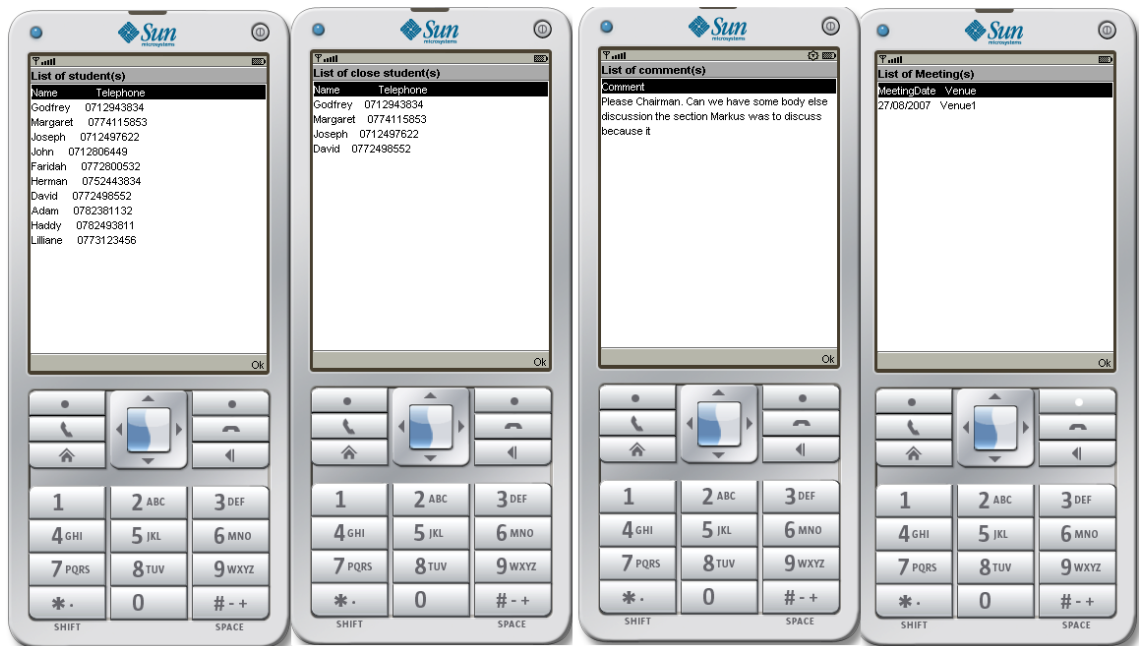 Sun
microsystems
List of student(s)
Name Telephone
Godfrey 0712943834
Margaret 0774115853
Joseph 0712497622
John 0712806449
Faridah 0772800532
Herman 0752443834
David 0772498552
Adam 0782381132
Haddy 0782493811
Lilliane 0773123456
Ok
1 2 ABC 3 DEF
4 GHI 5 JKL 6 MNO
7 PQRS 8 TUV 9 WXYZ
* . 0 # - +
SHIFT SPACE
Sun
microsystems
List of close student(s)
Name Telephone
Godfrey 0712943834
Margaret 0774115853
Joseph 0712497622
David 0772498552
Ok
1 2 ABC 3 DEF
4 GHI 5 JKL 6 MNO
7 PQRS 8 TUV 9 WXYZ
* . 0 # - +
SHIFT SPACE
Sun
microsystems
List of comment(s)
Comment
Please Chairman. Can we have some body else
discussion the section Markus was to discuss
because it
Ok
1 2 ABC 3 DEF
4 GHI 5 JKL 6 MNO
7 PQRS 8 TUV 9 WXYZ
* . 0 # - +
SHIFT SPACE
Sun
microsystems
List of Meeting(s)
MeetingDate Venue
27/08/2007 Venue1
Ok
1 2 ABC 3 DEF
4 GHI 5 JKL 6 MNO
7 PQRS 8 TUV 9 WXYZ
* . 0 # - +
SHIFT SPACE